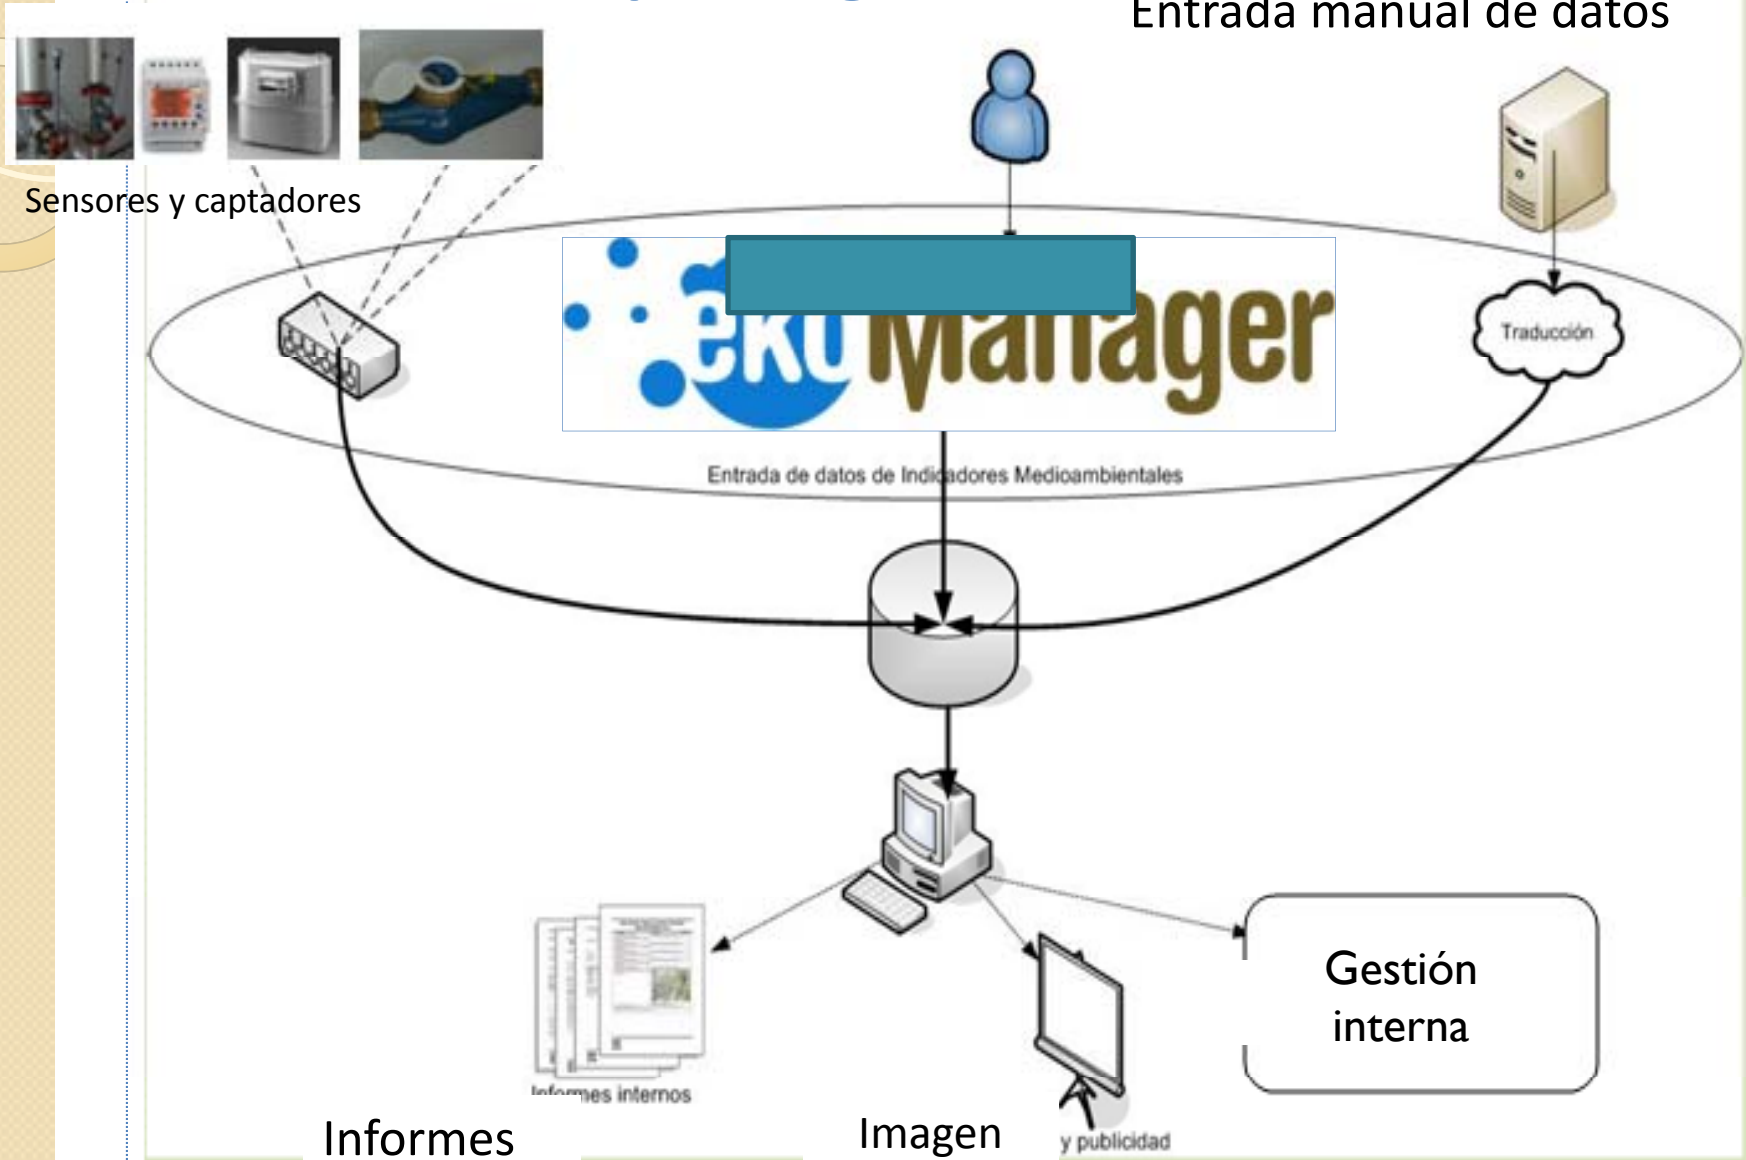 Entrada manual de datos
Sensores y captadores
ekoManager
Traducción
Entrada de datos de Indicadores Medioambientales
Gestión
interna
Informes internos
Informes
Imagen
y publicidad